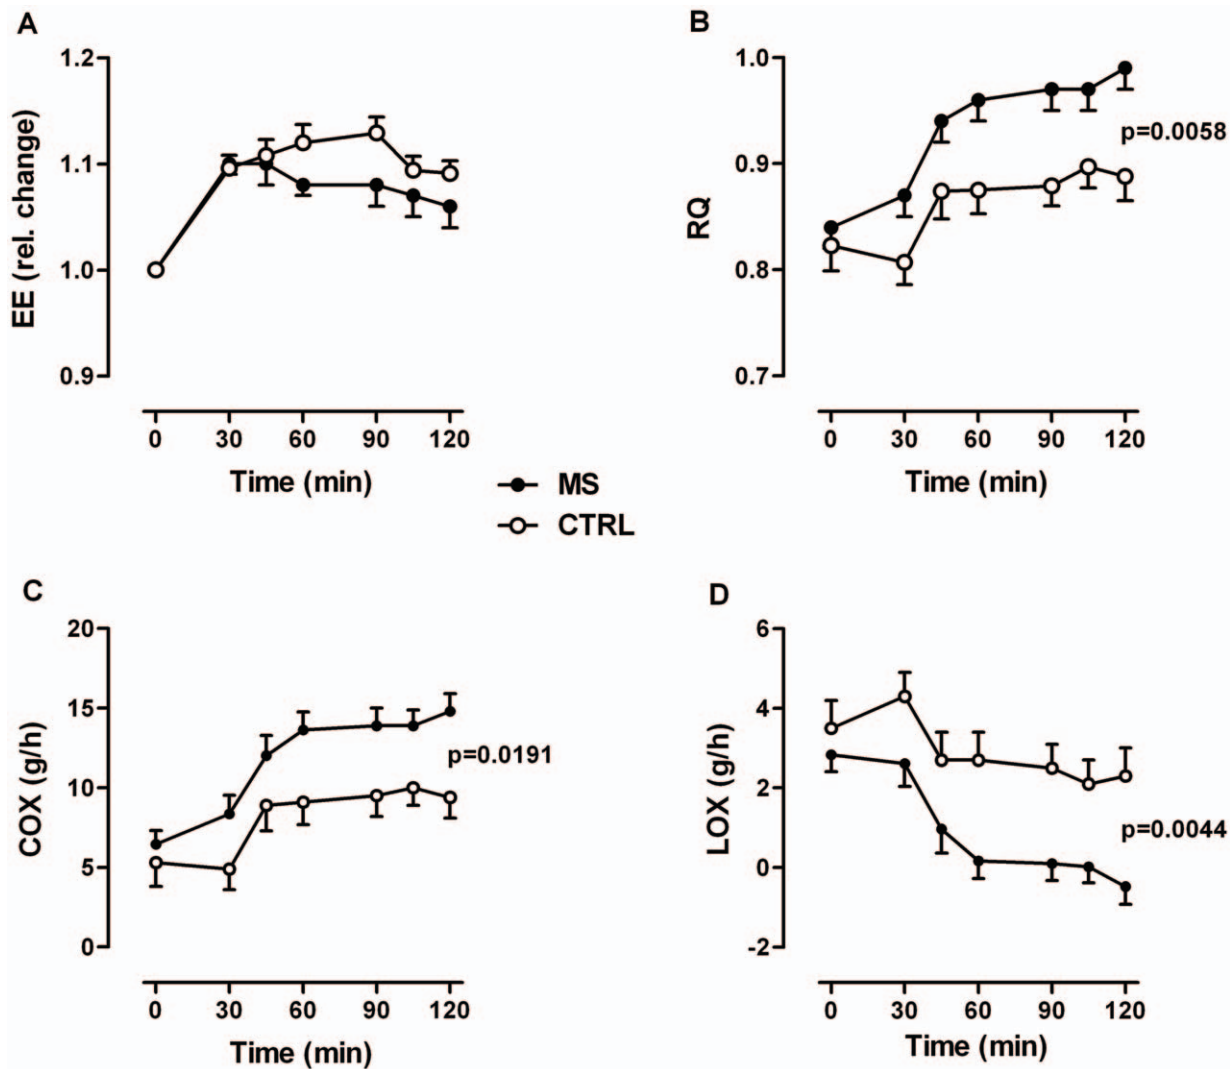 A
EE (rel. change)
1.2
1.1
1.0
0.9
0 30 60 90 120
Time (min)
B
RQ
1.0
0.9
0.8
0.7
p=0.0058
0 30 60 90 120
Time (min)
MS
CTRL
C
COX (g/h)
20
15
10
5
0
p=0.0191
0 30 60 90 120
Time (min)
D
LOX (g/h)
6
4
2
0
-2
p=0.0044
0 30 60 90 120
Time (min)